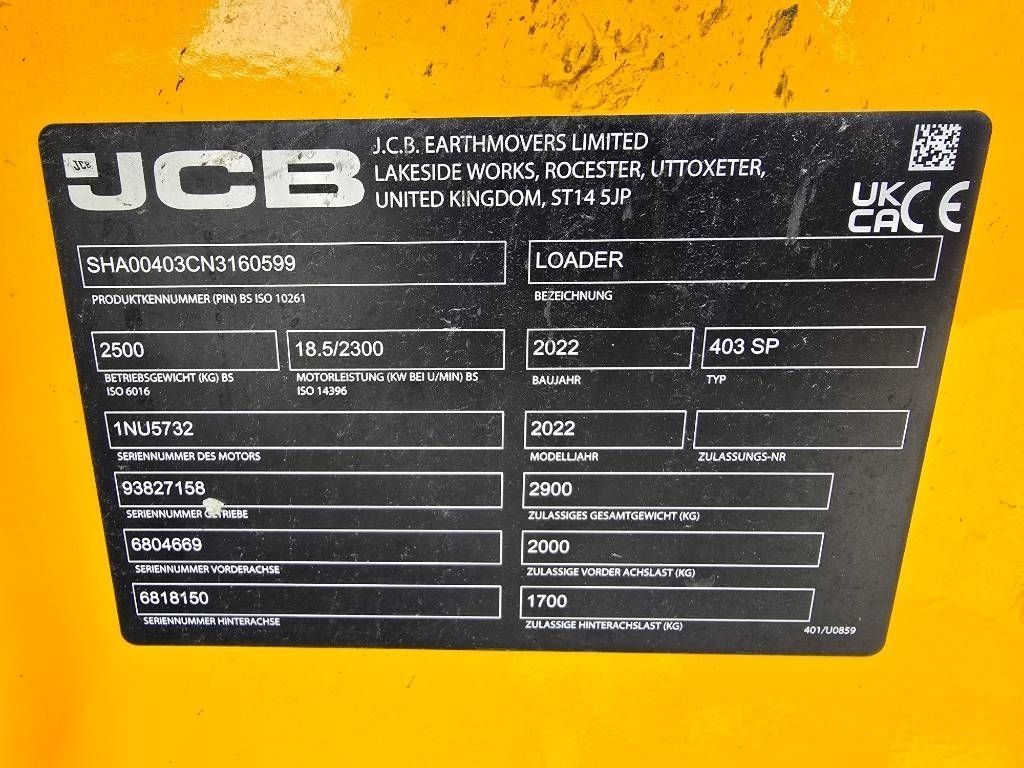 JCB
JCB
J.C.B. EARTHMOVERS LIMITED
LAKESIDE WORKS, ROCESTER, UTTOXETER,
UNITED KINGDOM, ST14 5JP
UK
CA CE
SHA00403CN3160599
PRODUKTKENNUMMER (PIN) BS ISO 10261
LOADER
BEZEICHNUNG
2500
BETRIEBSGEWICHT (KG) BS
ISO 6016
18.5/2300
MOTORLEISTUNG (KW BEI U/MIN) BS
ISO 14396
2022
BAUJAHR
403 SP
TYP
1NU5732
SERIENNUMMER DES MOTORS
2022
MODELLJAHR
ZULASSUNGS-NR
93827158
SERIENNUMMER GETRIEBE
2900
ZULASSIGES GESAMTGEWICHT (KG)
6804669
SERIENNUMMER VORDERACHSE
2000
ZULASSIGE VORDER ACHSLAST (KG)
6818150
SERIENNUMMER HINTERACHSE
1700
ZULASSIGE HINTERACHSLAST (KG)
401/U0859